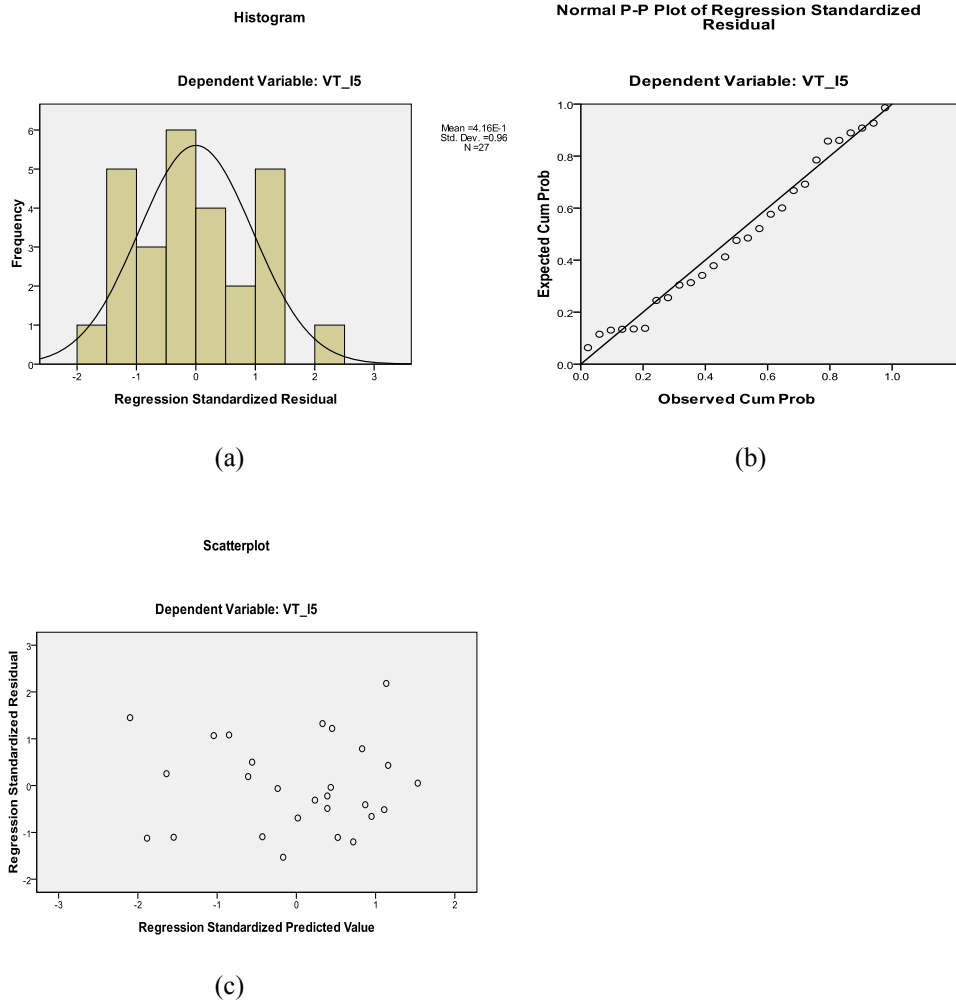 Histogram
Dependent Variable: VT_I5
Mean =4.16E-1
Std. Dev. =0.96
N =27
Frequency
6
5
4
3
2
1
0
-2 -1 0 1 2 3
Regression Standardized Residual
(a)
Normal P-P Plot of Regression Standardized
Residual
Dependent Variable: VT_I5
Expected Cum Prob
1.0
0.8
0.6
0.4
0.2
0.0
0.0 0.2 0.4 0.6 0.8 1.0
Observed Cum Prob
(b)
Scatterplot
Dependent Variable: VT_I5
Regression Standardized Residual
3
2
1
0
-1
-2
-3 -2 -1 0 1 2
Regression Standardized Predicted Value
(c)